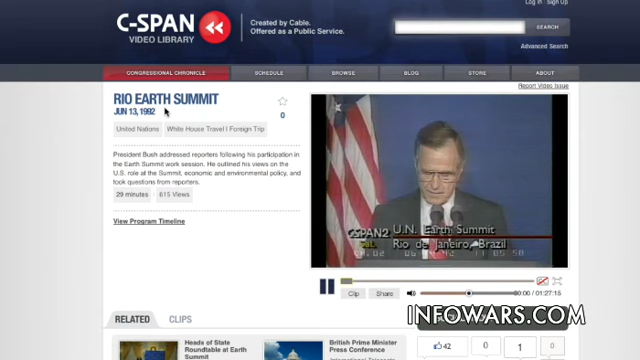 Log In | Sign Up
C-SPAN
VIDEO LIBRARY
Created by Cable.
Offered as a Public Service.
SEARCH
Advanced Search
CONGRESSIONAL CHRONICLE
SCHEDULE
BROWSE
BLOG
STORE
ABOUT
Report Video Issue
RIO EARTH SUMMIT
JUN 13, 1992
0
United Nations
White House Travel | Foreign Trip
President Bush addressed reporters following his participation in
the Earth Summit work session. He outlined his views on the
U.S. role at the Summit, economic and environmental policy, and
took questions from reporters.
29 minutes
615 Views
View Program Timeline
C-SPAN2
U.N. Earth Summit
Rio de Janeiro, Brazil
Clip
Share
00:00 / 01:27:15
INFOWARS.COM
RELATED
CLIPS
42
0
1
0
Heads of State
Roundtable at Earth
Summit
British Prime Minister
Press Conference